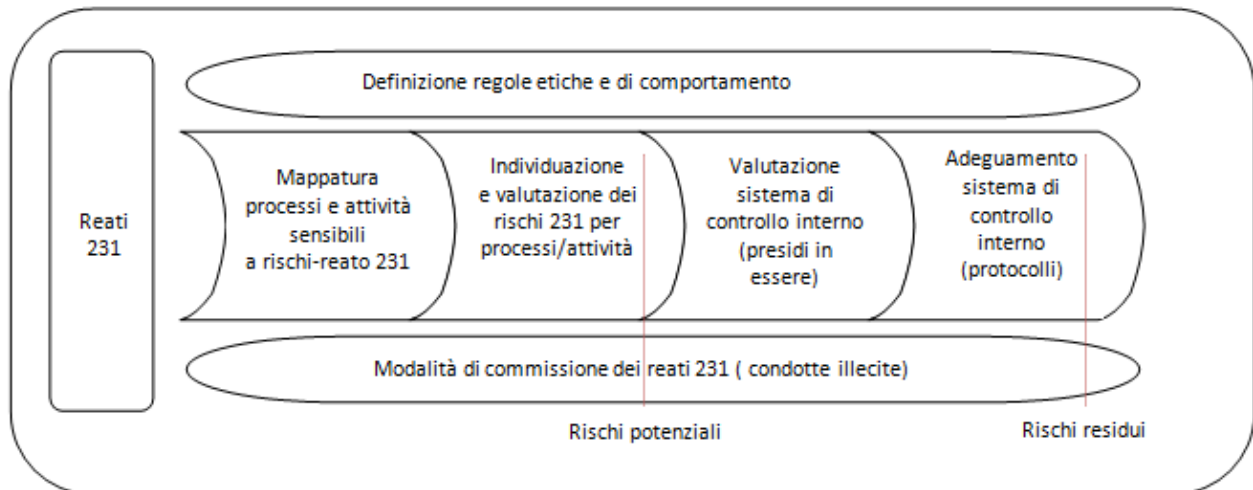 Definizione regole etiche e di comportamento
Reati
231
Mappatura
processi e attività
sensibili
a rischi-reato 231
Individuazione
e valutazione dei
rischi 231 per
processi/attività
Valutazione
sistema di
controllo interno
(presidi in
essere)
Adeguamento
sistema di
controllo
interno
(protocolli)
Modalità di commissione dei reati 231 ( condotte illecite)
Rischi potenziali
Rischi residui